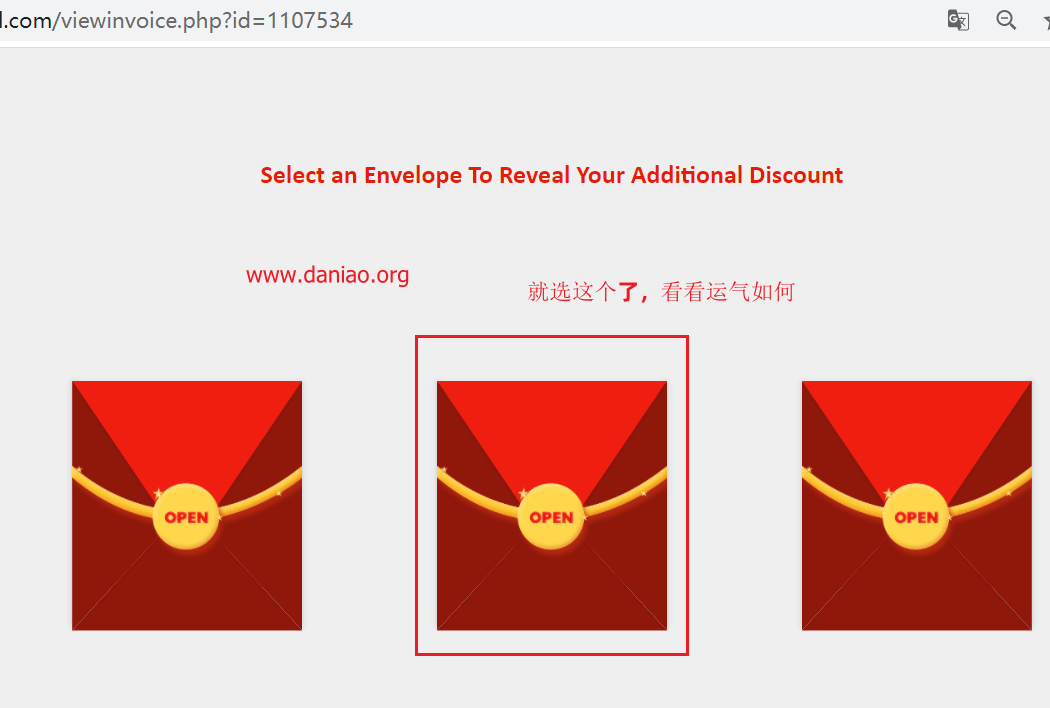 l.com/viewinvoice.php?id=1107534
Select an Envelope To Reveal Your Additional Discount
www.daniao.org
就选这个了，看看运气如何
OPEN
OPEN
OPEN